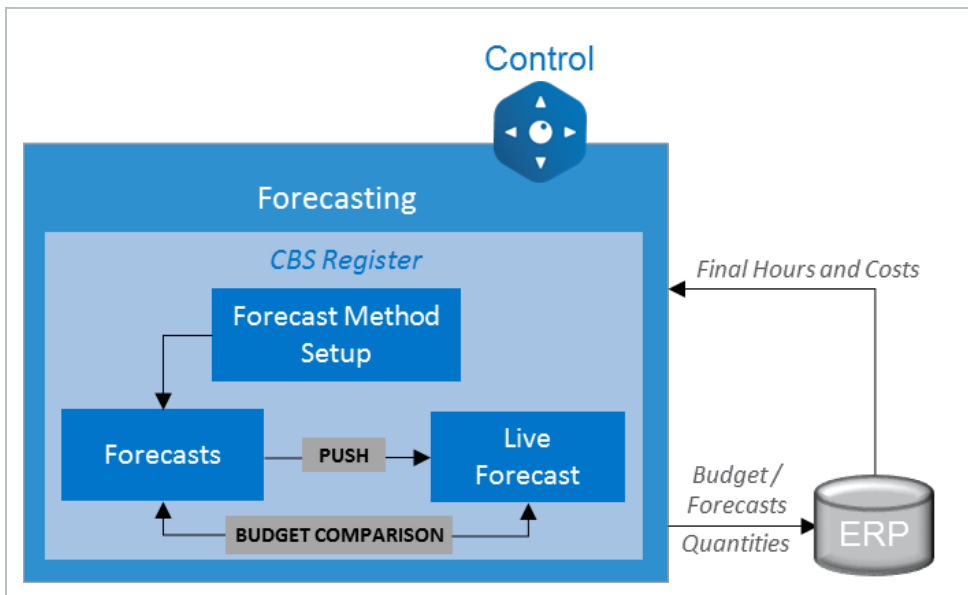 Control
Forecasting
CBS Register
Forecast Method
Setup
Forecasts
PUSH
Live
Forecast
BUDGET COMPARISON
Final Hours and Costs
Budget /
Forecasts
Quantities
ERP